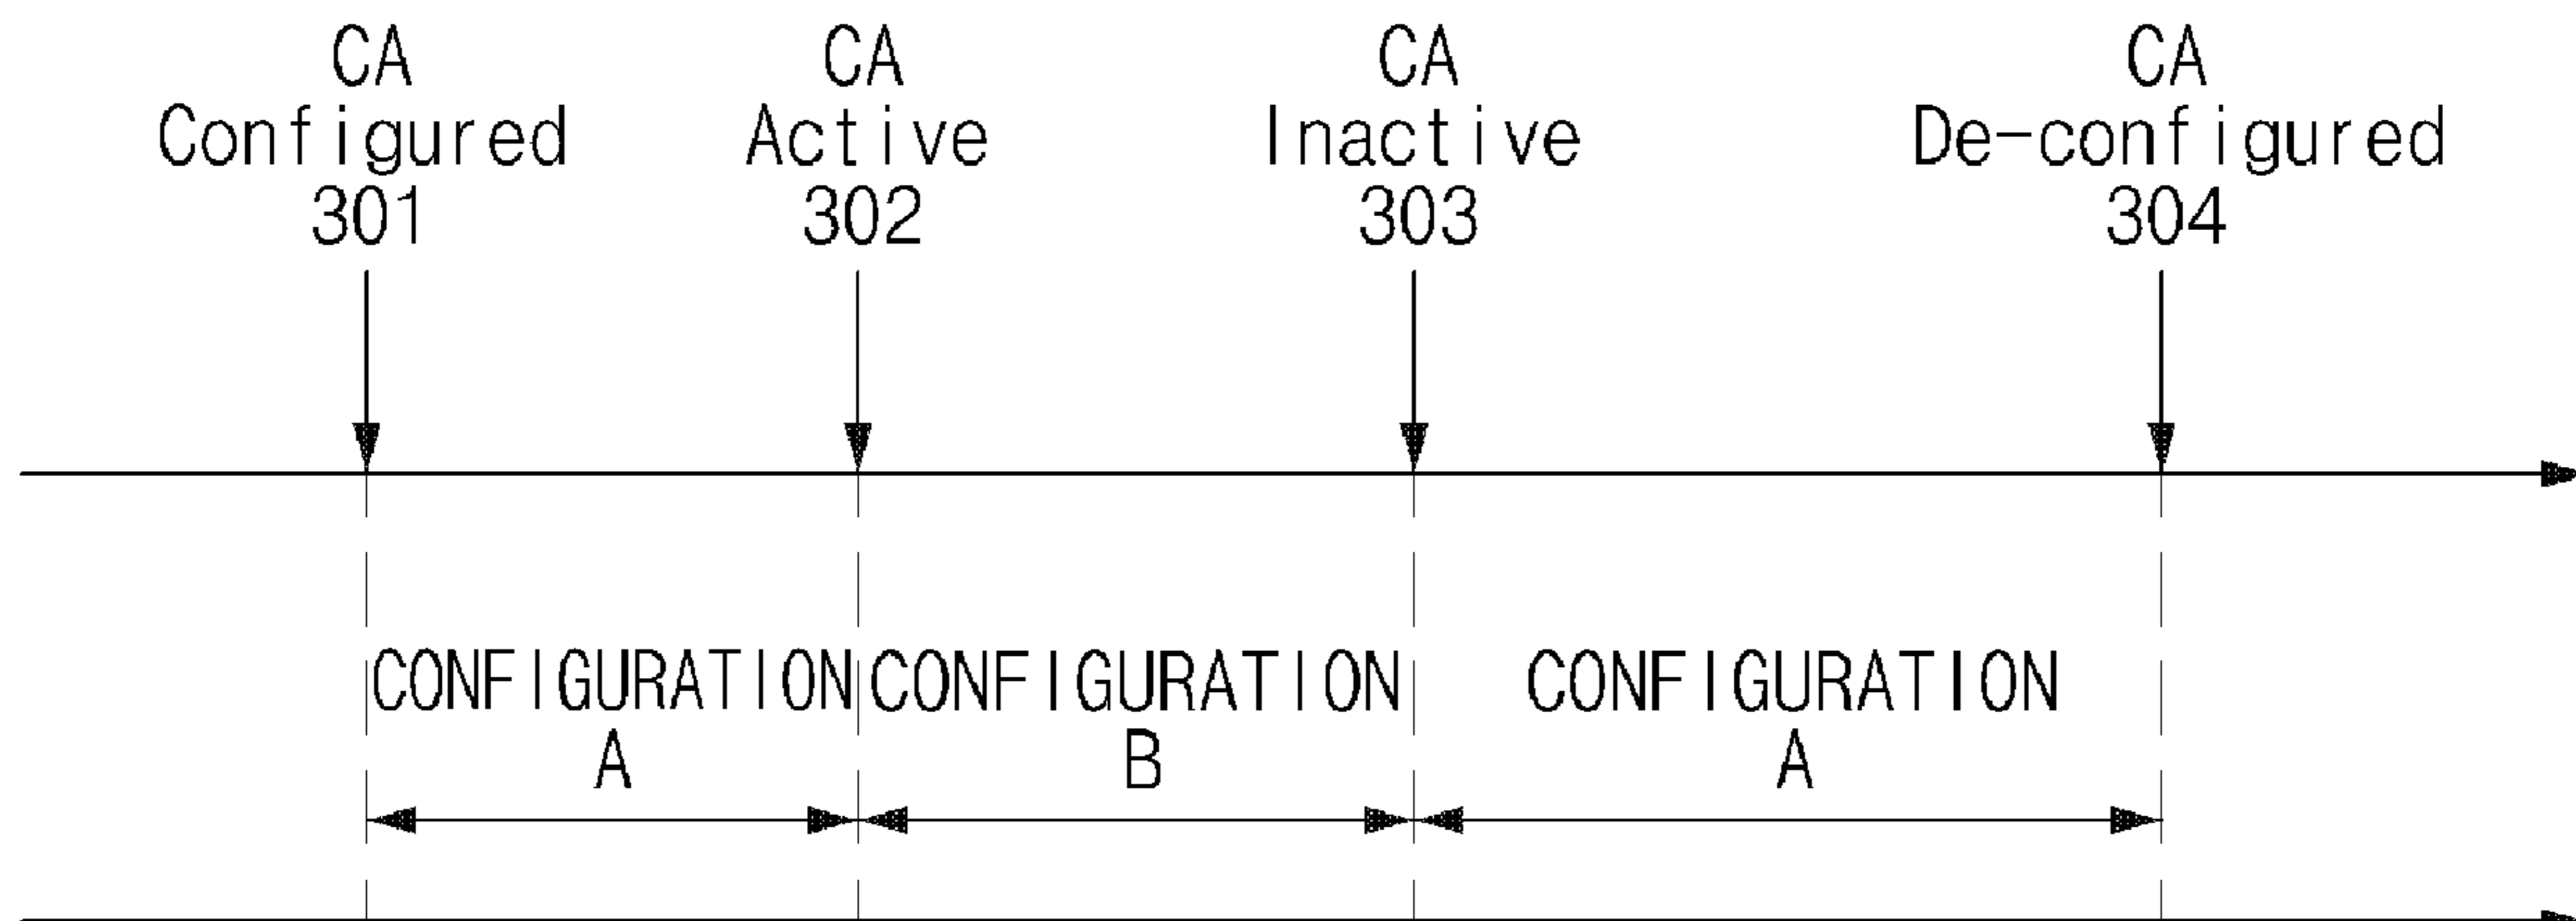 CA
Configured
301
CA
Active
302
CA
Inactive
303
CA
De-configured
304
CONFIGURATION
A
CONFIGURATION
B
CONFIGURATION
A